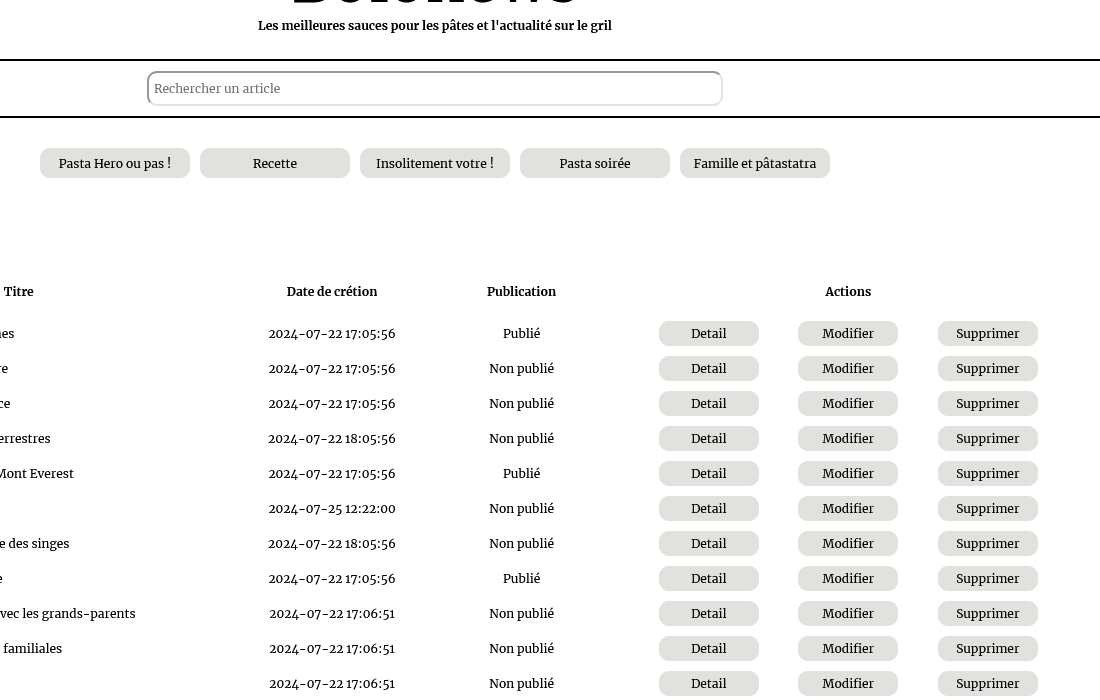 Les meilleures sauces pour les pâtes et l'actualité sur le gril
Rechercher un article
Pasta Hero ou pas ! Recette Insolitement votre ! Pasta soirée Famille et pâtastatra
Titre Date de crétion Publication Actions
2024-07-22 17:05:56 Publié Detail Modifier Supprimer
2024-07-22 17:05:56 Non publié Detail Modifier Supprimer
2024-07-22 17:05:56 Non publié Detail Modifier Supprimer
errestres 2024-07-22 18:05:56 Non publié Detail Modifier Supprimer
Mont Everest 2024-07-22 17:05:56 Publié Detail Modifier Supprimer
2024-07-25 12:22:00 Non publié Detail Modifier Supprimer
e des singes 2024-07-22 18:05:56 Non publié Detail Modifier Supprimer
2024-07-22 17:05:56 Publié Detail Modifier Supprimer
vec les grands-parents 2024-07-22 17:06:51 Non publié Detail Modifier Supprimer
familiales 2024-07-22 17:06:51 Non publié Detail Modifier Supprimer
2024-07-22 17:06:51 Non publié Detail Modifier Supprimer